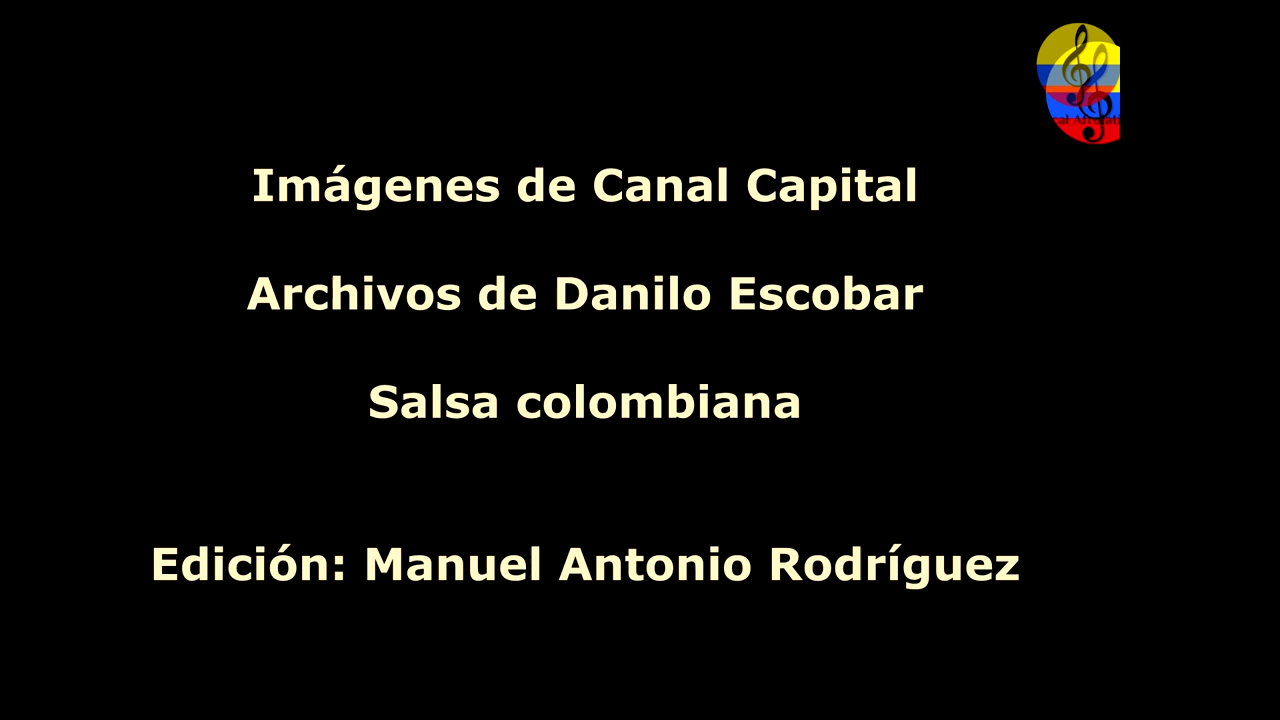 Imágenes de Canal Capital
Archivos de Danilo Escobar
Salsa colombiana
Edición: Manuel Antonio Rodríguez